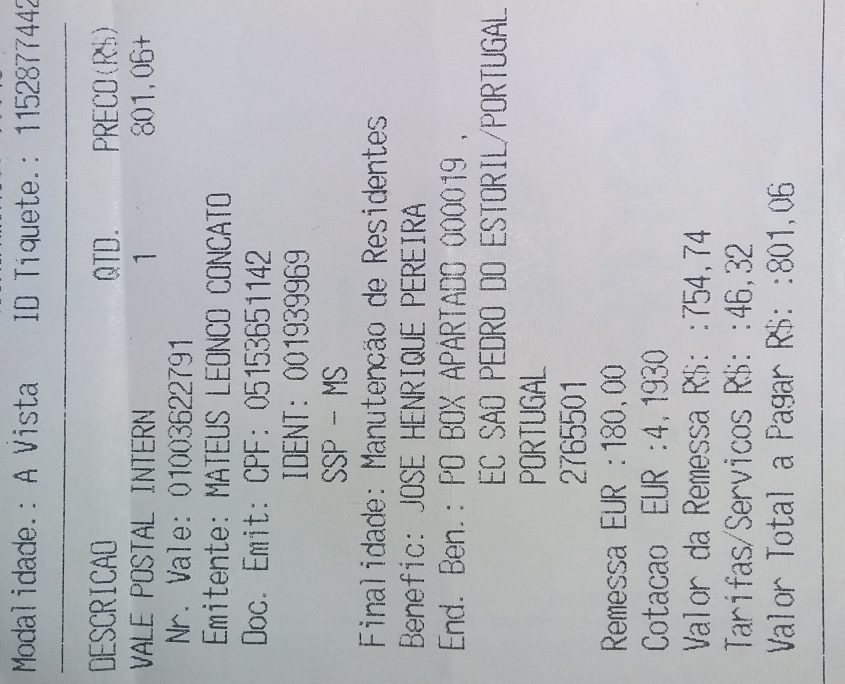 Modalidade.: A Vista ID Tiquete.: 1152877442
DESCRICAO QTD. PRECO(R$)
VALE POSTAL INTERN 1 801,06+
Nr. Vale: 01003622791
Emitente: MATEUS LEONCO CONCATO
Doc. Emit: CPF: 05153651142
IDENT: 001939969
SSP - MS
Finalidade: Manutenção de Residentes
Benefic: JOSE HENRIQUE PEREIRA
End. Ben.: PO BOX APARTADO 000019 ,
EC SAO PEDRO DO ESTORIL/PORTUGAL
PORTUGAL
2765501
Remessa EUR :180,00
Cotacao EUR :4,1930
Valor da Remessa R$: :754,74
Tarifas/Servicos R$: :46,32
Valor Total a Pagar R$: :801,06